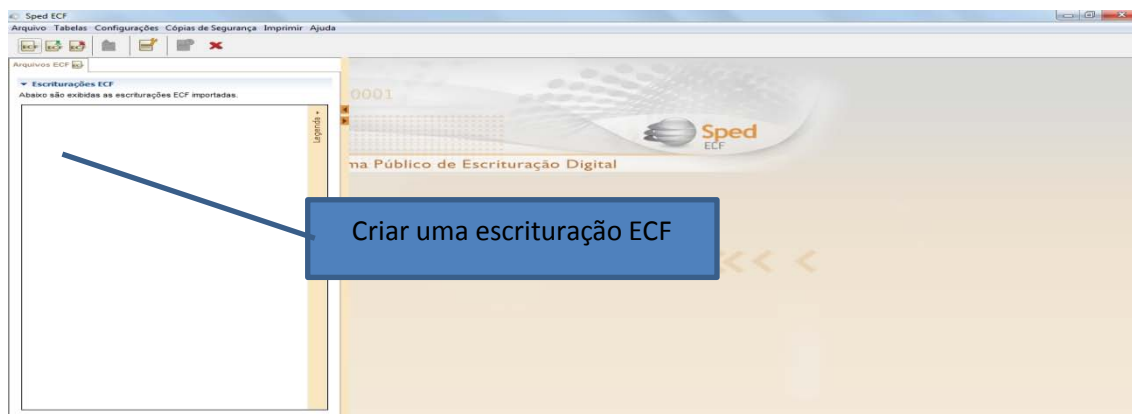 Sped ECF
Arquivo Tabelas Configurações Cópias de Segurança Imprimir Ajuda
Arquivos ECF
Escriturações ECF
Abaixo são exibidas as escriturações ECF importadas.
Legenda
0001
Sped
ECF
ma Público de Escrituração Digital
Criar uma escrituração ECF